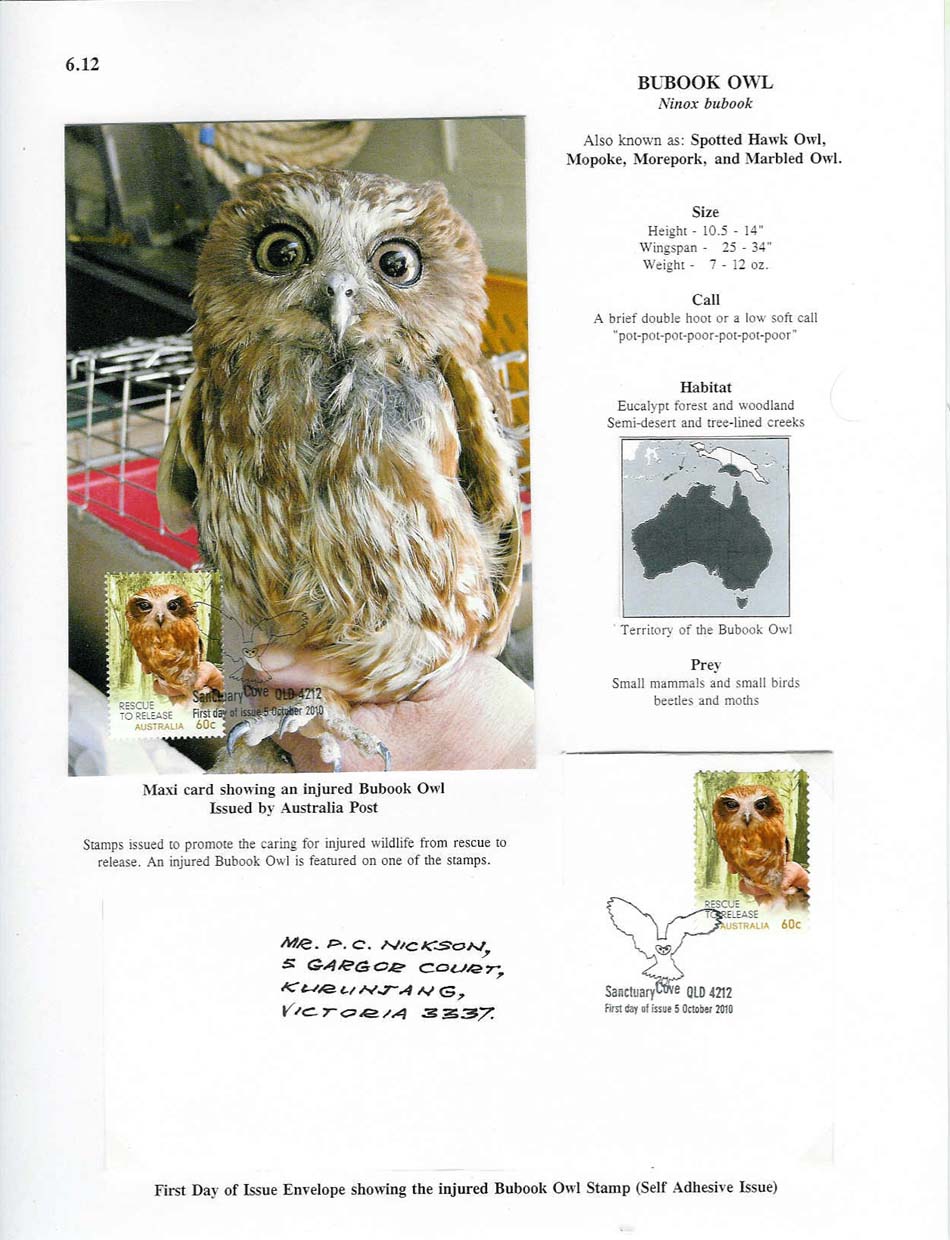 6.12
BUBOOK OWL
Ninox bubook
Also known as: Spotted Hawk Owl,
Mopoke, Morepork, and Marbled Owl.
Size
Height - 10.5 - 14"
Wingspan - 25 - 34"
Weight - 7 - 12 oz.
Call
A brief double hoot or a low soft call
"pot-pot-pot-poor-pot-pot-poor"
Habitat
Eucalypt forest and woodland
Semi-desert and tree-lined creeks
Territory of the Bubook Owl
Prey
Small mammals and small birds
beetles and moths
RESCUE
TO RELEASE
AUSTRALIA 60c
Sanctuary Cove QLD 4212
First day of issue 5 October 2010
Maxi card showing an injured Bubook Owl
Issued by Australia Post
Stamps issued to promote the caring for injured wildlife from rescue to
release. An injured Bubook Owl is featured on one of the stamps.
RESCUE
TO RELEASE
AUSTRALIA 60c
MR. P. C. NICKSON,
5 GARGOR COURT,
KURUNJANG,
VICTORIA 3337.
Sanctuary Cove QLD 4212
First day of issue 5 October 2010
First Day of Issue Envelope showing the injured Bubook Owl Stamp (Self Adhesive Issue)